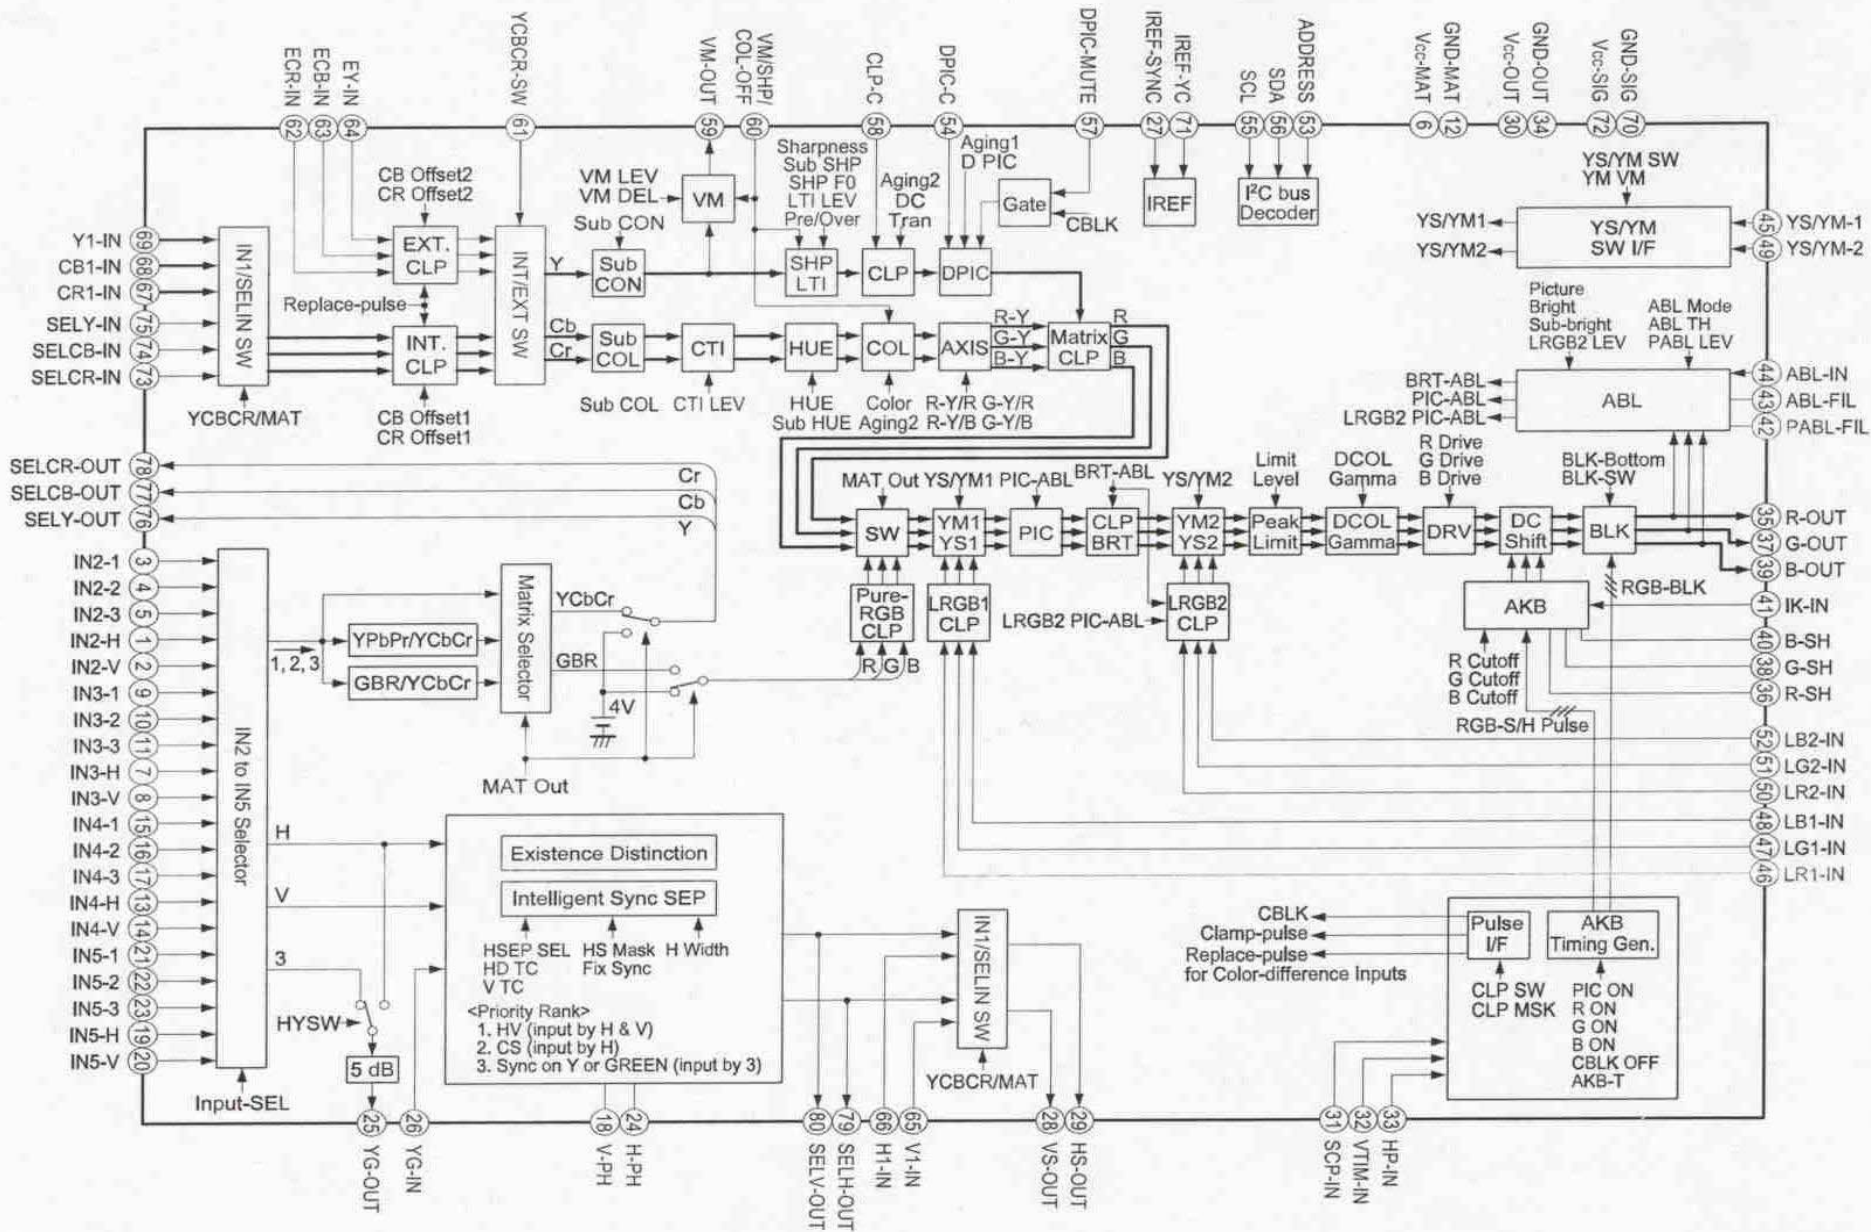 ECR-IN
62
ECB-IN
63
EY-IN
64
YCBCR-SW
61
VM-OUT
59
VM/SHP/
COL-OFF
60
CLP-C
58
DPIC-C
54
DPIC-MUTE
57
IREF-SYNC
27
IREF-YC
71
SCL
55
SDA
56
ADDRESS
53
Vcc-MAT
6
GND-MAT
12
Vcc-OUT
30
GND-OUT
34
Vcc-SIG
72
GND-SIG
70
CB Offset2
CR Offset2
VM LEV
VM DEL
VM
Sub CON
Sharpness
Sub SHP
SHP F0
LTI LEV
Pre/Over
Aging2
DC
Tran
Aging1
D PIC
Gate
CBLK
IREF
I²C bus
Decoder
YS/YM SW
YM VM
YS/YM1
YS/YM2
YS/YM
SW I/F
45 YS/YM-1
49 YS/YM-2
Y1-IN 69
CB1-IN 68
CR1-IN 67
SELY-IN 75
SELCB-IN 74
SELCR-IN 73
IN1/SELIN SW
YCBCR/MAT
EXT.
CLP
Replace-pulse
INT.
CLP
CB Offset1
CR Offset1
INT/EXT SW
Y
Cb
Cr
Sub
CON
SHP
LTI
CLP
DPIC
Sub
COL
CTI
HUE
COL
AXIS
R-Y
G-Y
B-Y
Matrix
CLP
R
G
B
Sub COL
CTI LEV
HUE
Sub HUE
Color
Aging2
R-Y/R G-Y/R
R-Y/B G-Y/B
Picture
Bright
Sub-bright
LRGB2 LEV
ABL Mode
ABL TH
PABL LEV
BRT-ABL
PIC-ABL
LRGB2 PIC-ABL
ABL
44 ABL-IN
43 ABL-FIL
42 PABL-FIL
SELCR-OUT 78
SELCB-OUT 77
SELY-OUT 76
Cr
Cb
Y
MAT Out
YS/YM1
PIC-ABL
BRT-ABL
YS/YM2
Limit
Level
DCOL
Gamma
R Drive
G Drive
B Drive
BLK-Bottom
BLK-SW
SW
YM1
YS1
PIC
CLP
BRT
YM2
YS2
Peak
Limit
DCOL
Gamma
DRV
DC
Shift
BLK
35 R-OUT
37 G-OUT
39 B-OUT
Pure-
RGB
CLP
LRGB1
CLP
LRGB2 PIC-ABL
LRGB2
CLP
AKB
RGB-BLK
41 IK-IN
40 B-SH
38 G-SH
36 R-SH
R Cutoff
G Cutoff
B Cutoff
RGB-S/H Pulse
R G B
52 LB2-IN
51 LG2-IN
50 LR2-IN
48 LB1-IN
47 LG1-IN
46 LR1-IN
IN2-1 3
IN2-2 4
IN2-3 5
IN2-H 1
IN2-V 2
IN3-1 9
IN3-2 10
IN3-3 11
IN3-H 7
IN3-V 8
IN4-1 15
IN4-2 16
IN4-3 17
IN4-H 13
IN4-V 14
IN5-1 21
IN5-2 22
IN5-3 23
IN5-H 19
IN5-V 20
IN2 to IN5 Selector
Input-SEL
1, 2, 3
YPbPr/YCbCr
GBR/YCbCr
Matrix
Selector
YCbCr
GBR
4V
MAT Out
H
V
3
HYSW
5 dB
Existence Distinction
Intelligent Sync SEP
HSEP SEL
HD TC
V TC
HS Mask
Fix Sync
H Width
<Priority Rank>
1. HV (input by H & V)
2. CS (input by H)
3. Sync on Y or GREEN (input by 3)
IN1/SELIN SW
YCBCR/MAT
CBLK
Clamp-pulse
Replace-pulse
for Color-difference Inputs
Pulse
I/F
AKB
Timing Gen.
CLP SW
CLP MSK
PIC ON
R ON
G ON
B ON
CBLK OFF
AKB-T
25
YG-OUT
26
YG-IN
18
V-PH
24
H-PH
80
SELV-OUT
79
SELH-OUT
66
H1-IN
65
V1-IN
28
VS-OUT
29
HS-OUT
31
SCP-IN
32
VTIM-IN
33
HP-IN